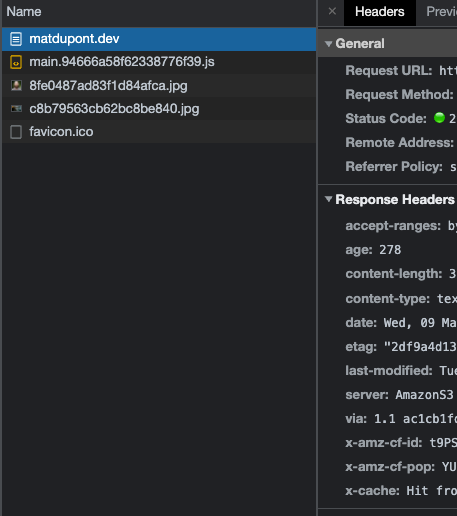 Name
matdupont.dev
main.94666a58f62338776f39.js
8fe0487ad83f1d84afca.jpg
c8b79563cb62bc8be840.jpg
favicon.ico
× Headers Previ
General
Request URL: ht
Request Method:
Status Code: 2
Remote Address:
Referrer Policy: s
Response Headers
accept-ranges: by
age: 278
content-length: 3
content-type: tex
date: Wed, 09 Ma
etag: "2df9a4d13
last-modified: Tue
server: AmazonS3
via: 1.1 ac1cb1fc
x-amz-cf-id: t9PS
x-amz-cf-pop: YU
x-cache: Hit fro